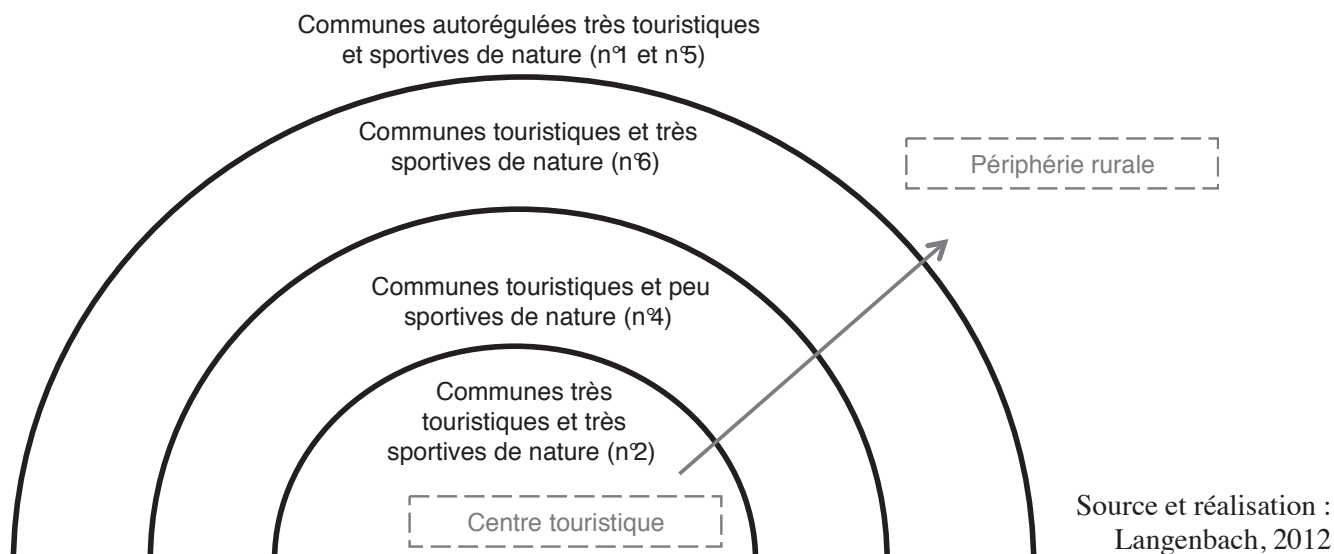 Communes autorégulées très touristiques
et sportives de nature (n°1 et n°5)
Communes touristiques et très
sportives de nature (n°6)
Périphérie rurale
Communes touristiques et peu
sportives de nature (n°4)
Communes très
touristiques et très
sportives de nature (n°2)
Centre touristique
Source et réalisation :
Langenbach, 2012